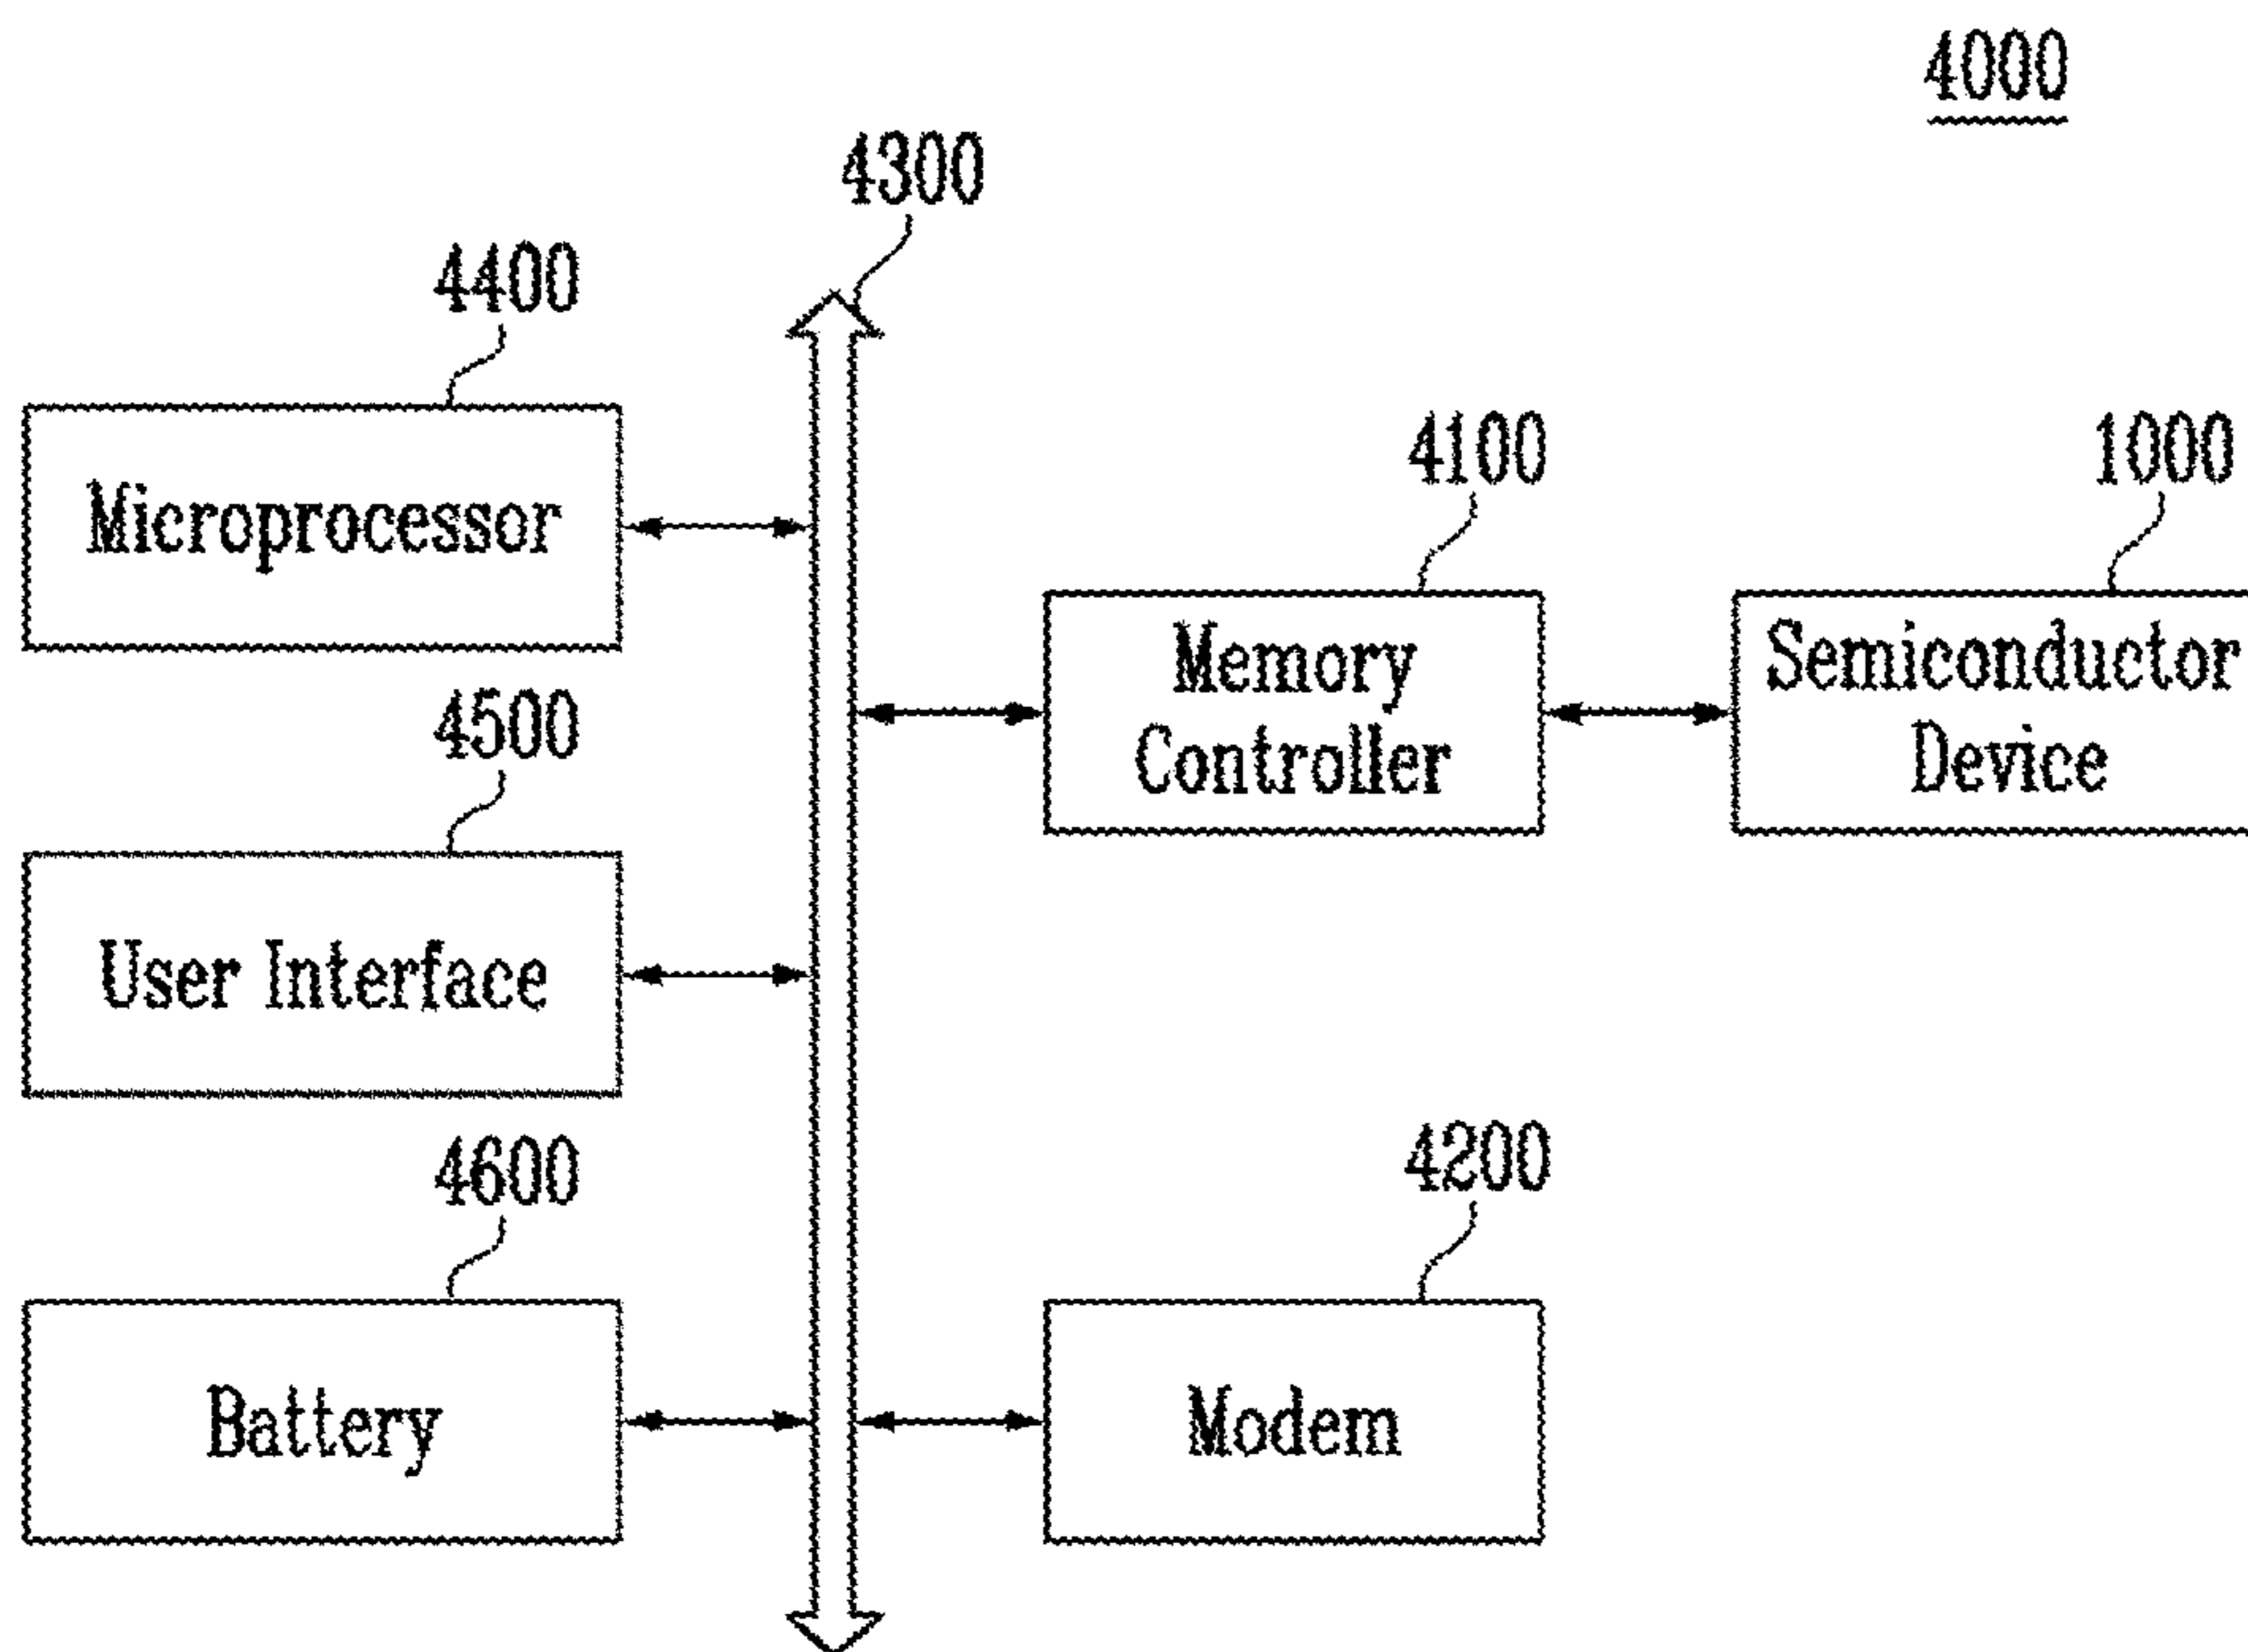 4000
4300
4400
Microprocessor
4100
1000
Memory
Controller
Semiconductor
Device
4500
User Interface
4600
Battery
4200
Modem